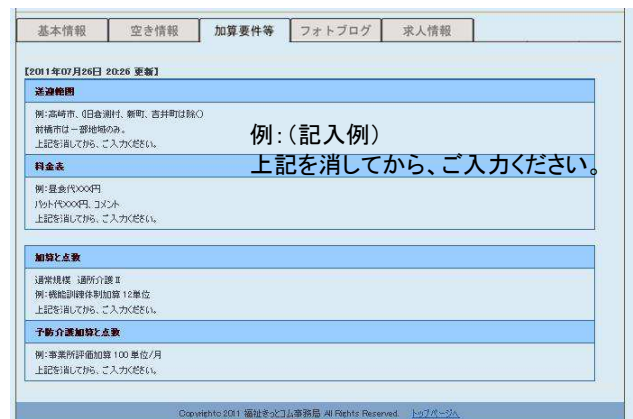 基本情報 空き情報 加算要件等 フォトブログ 求人情報
【2011年07月26日 20:26 更新】
送迎範囲
例:高崎市、(旧倉渕村、新町、吉井町は除く)
前橋市は一部地域のみ。
上記を消してから、ご入力ください。
例:(記入例)
上記を消してから、ご入力ください。
料金表
例:昼食代XXX円
パット代XXX円、コメント
上記を消してから、ご入力ください。
加算と点数
通常規模 通所介護Ⅱ
例:機能訓練体制加算 12単位
上記を消してから、ご入力ください。
予防介護加算と点数
例:事業所評価加算 100 単位/月
上記を消してから、ご入力ください。
Copyrightc 2011 福祉きっとコム事務局 All Rights Reserved. トップページへ